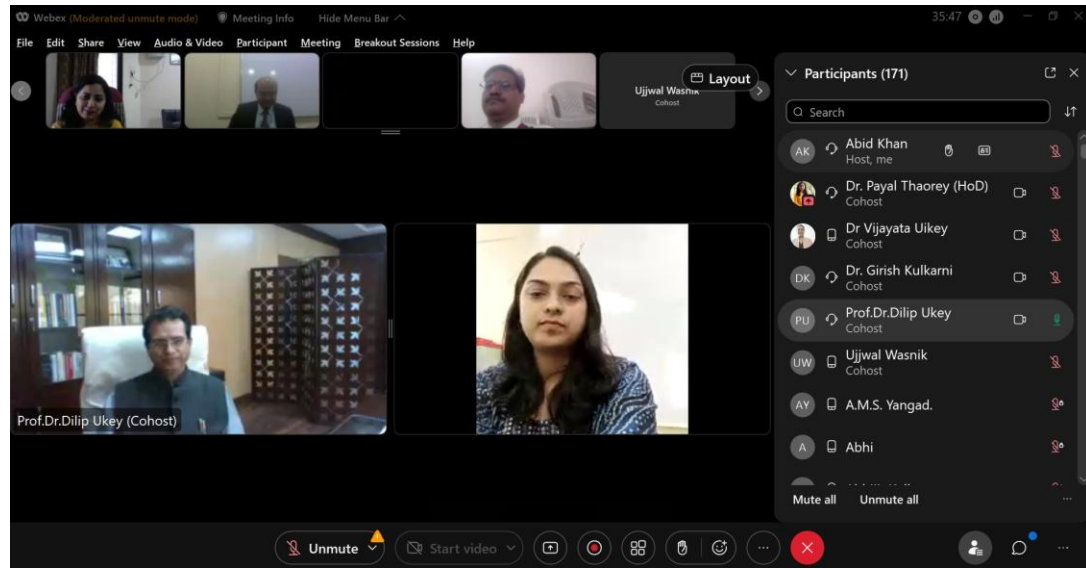 Webex (Moderated unmute mode) Meeting Info Hide Menu Bar 35:47
File Edit Share View Audio & Video Participant Meeting Breakout Sessions Help
Layout
Ujjwal Wasnik
Cohost
Prof.Dr.Dilip Ukey (Cohost)
Participants (171)
Search
AK Abid Khan
Host, me
Dr. Payal Thaorey (HoD)
Cohost
Dr Vijayata Uikey
Cohost
DK Dr. Girish Kulkarni
Cohost
PU Prof.Dr.Dilip Ukey
Cohost
UW Ujjwal Wasnik
Cohost
AY A.M.S. Yangad.
A Abhi
Mute all Unmute all
Unmute Start video